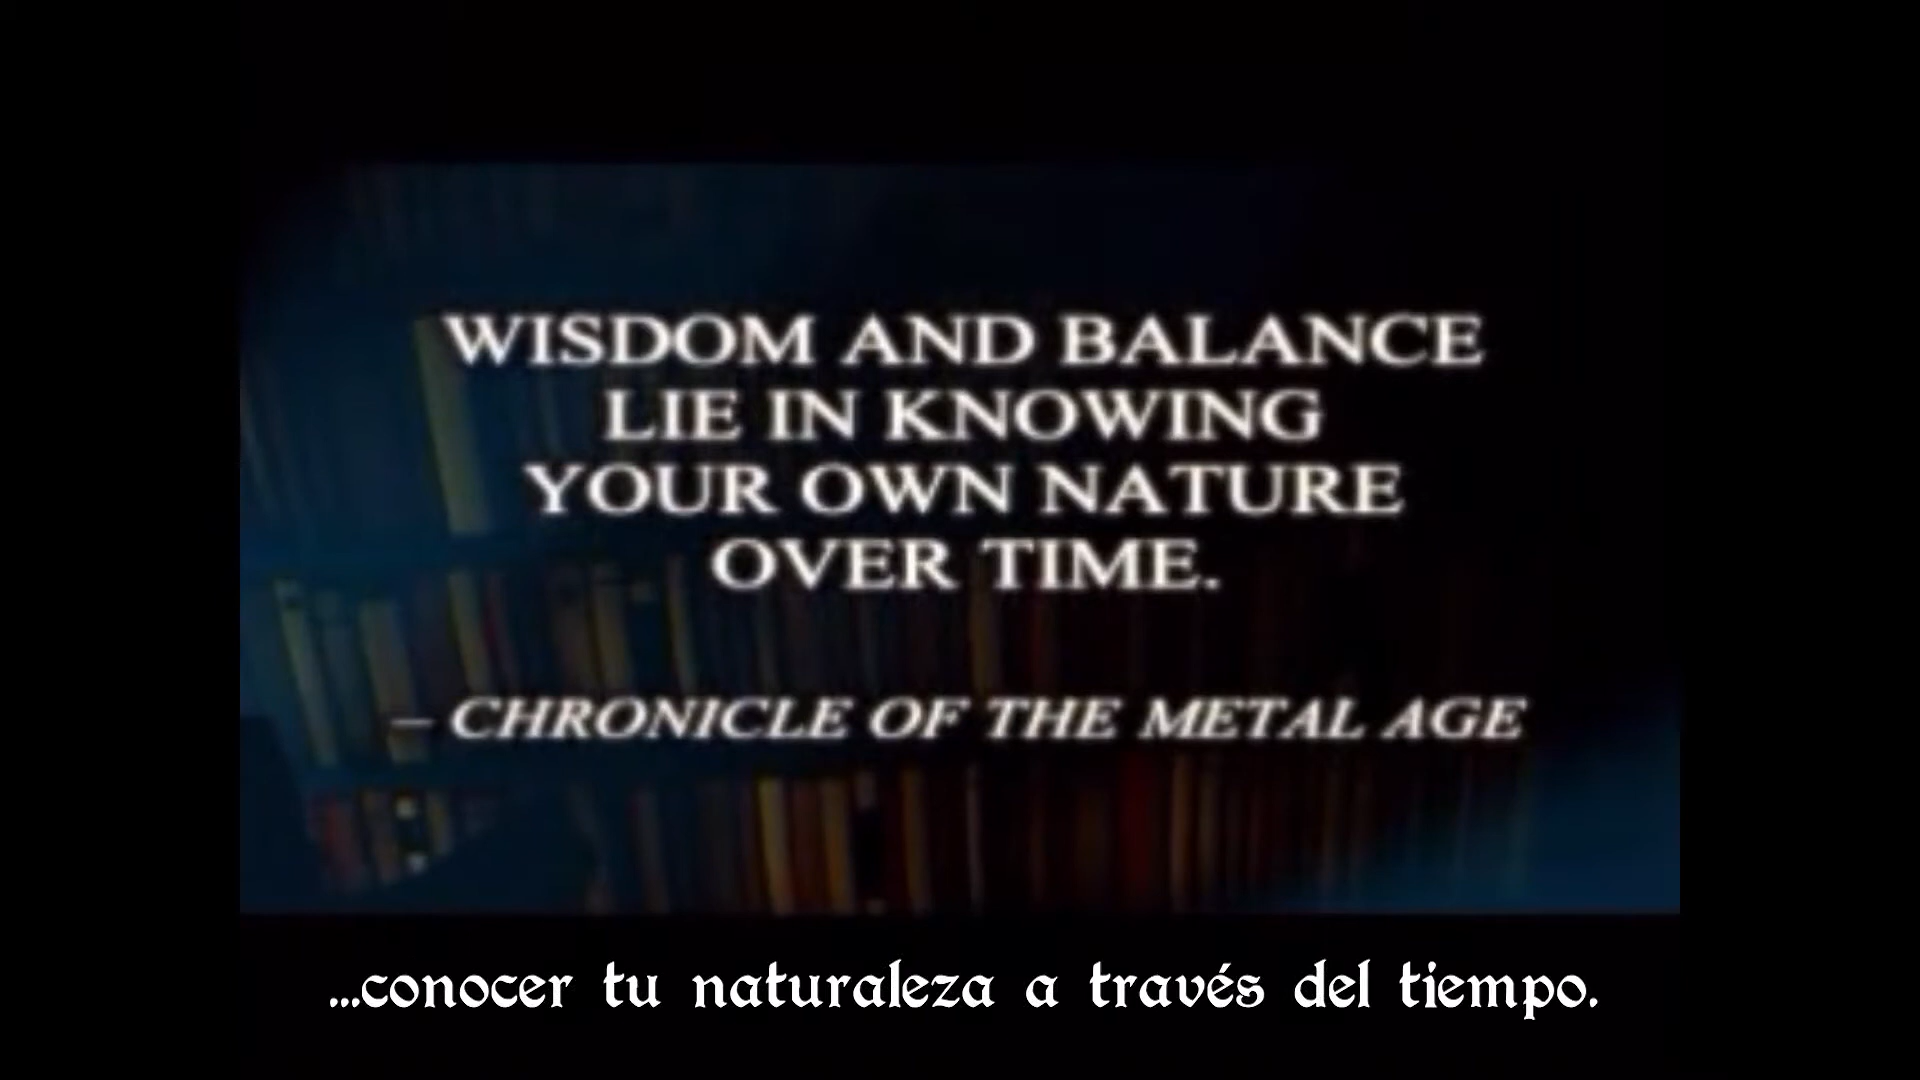 WISDOM AND BALANCE
LIE IN KNOWING
YOUR OWN NATURE
OVER TIME.
– CHRONICLE OF THE METAL AGE
...conocer tu naturaleza a través del tiempo.